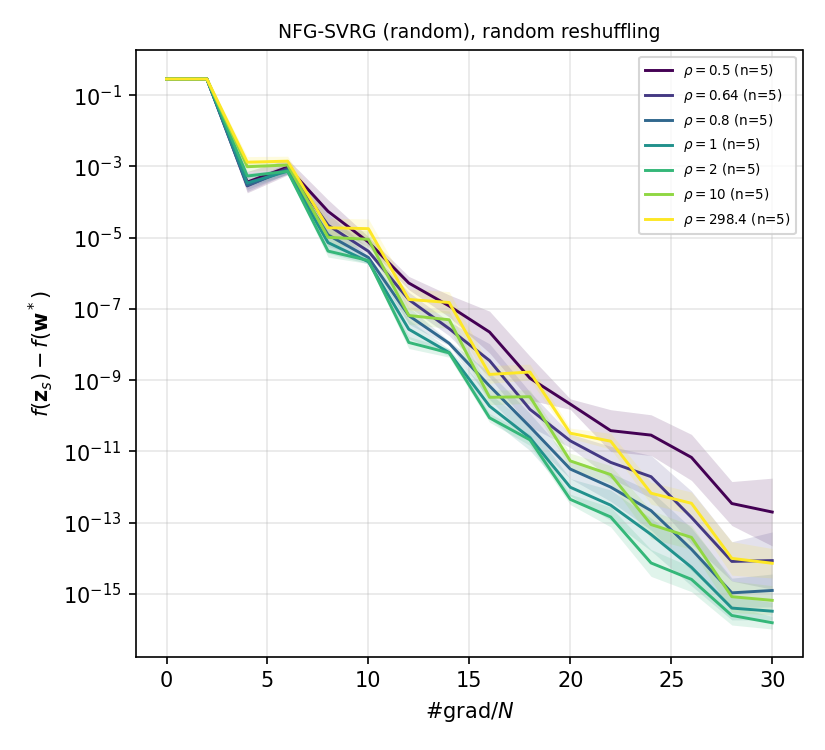 NFG-SVRG (random), random reshuffling
ρ = 0.5 (n=5)
ρ = 0.64 (n=5)
ρ = 0.8 (n=5)
ρ = 1 (n=5)
ρ = 2 (n=5)
ρ = 10 (n=5)
ρ = 298.4 (n=5)
10⁻¹
10⁻³
10⁻⁵
10⁻⁷
10⁻⁹
10⁻¹¹
10⁻¹³
10⁻¹⁵
f(𝐳ₛ) − f(𝐰*)
0 5 10 15 20 25 30
#grad/N